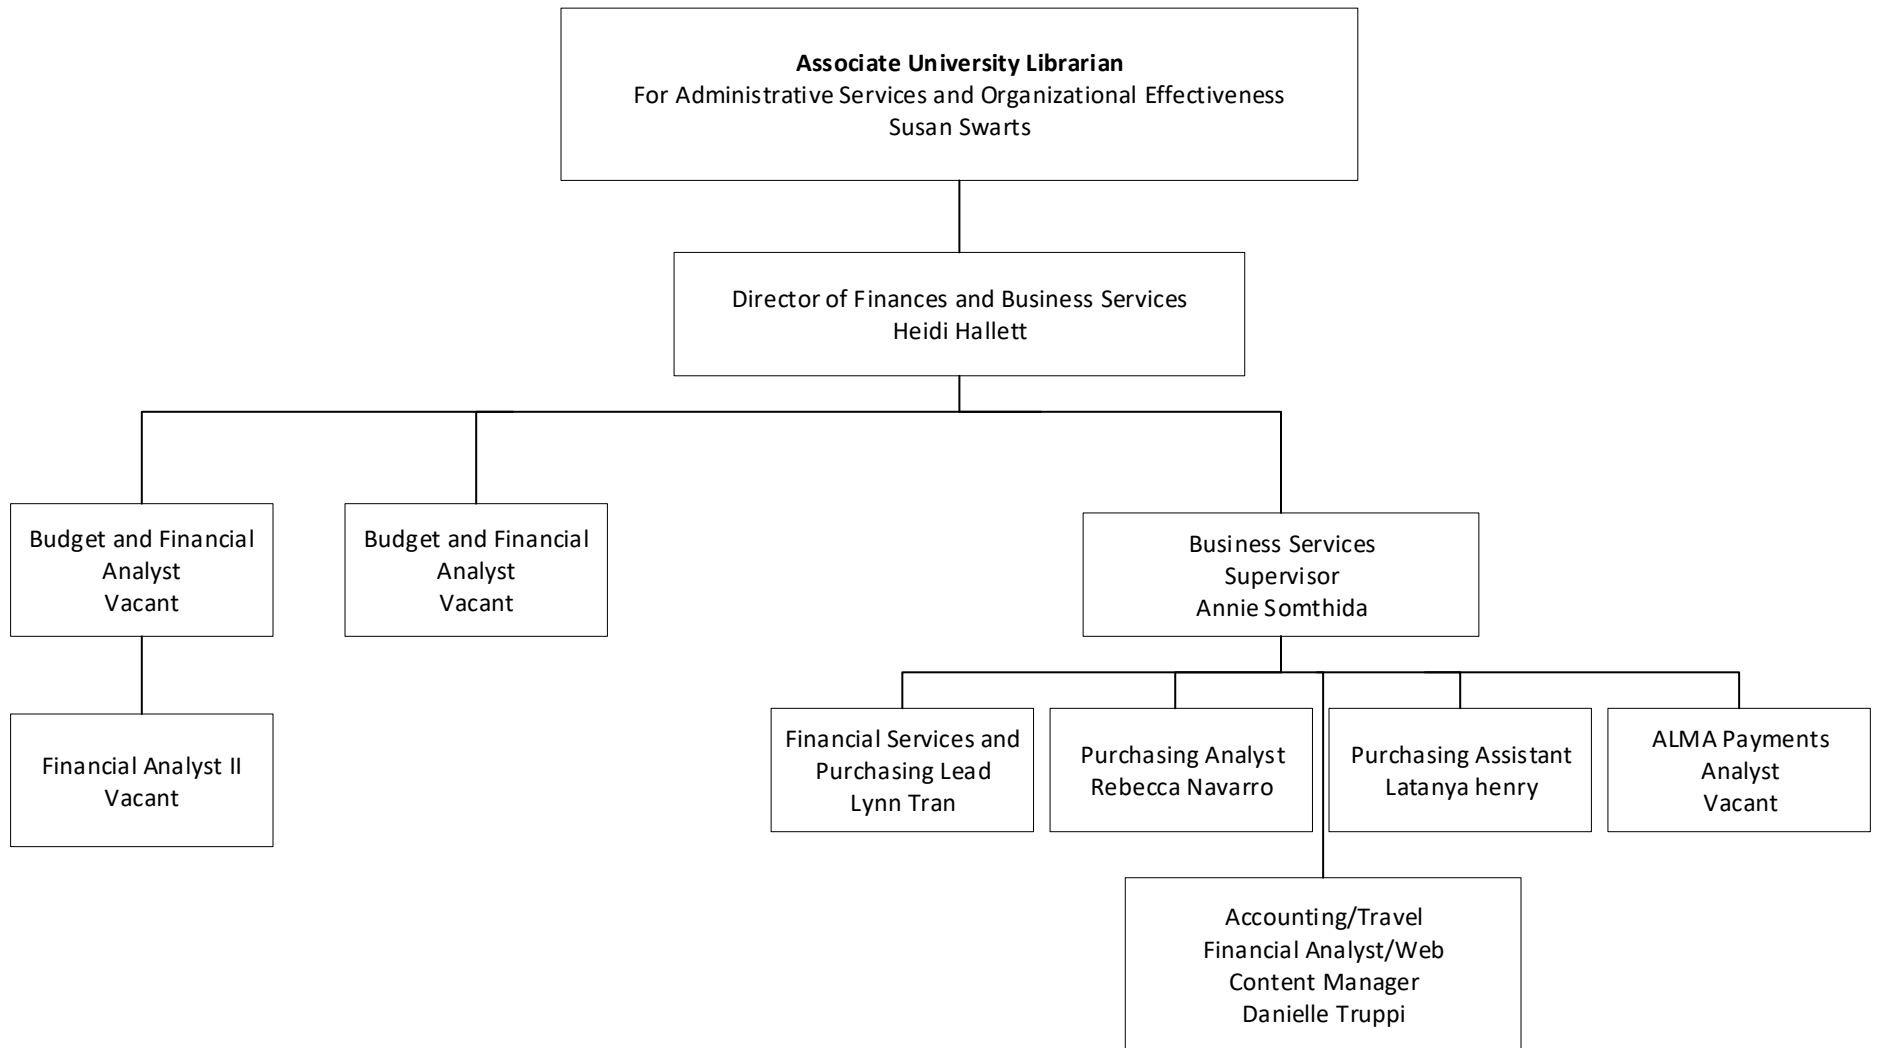 Associate University Librarian
For Administrative Services and Organizational Effectiveness
Susan Swarts
Director of Finances and Business Services
Heidi Hallett
Budget and Financial
Analyst
Vacant
Budget and Financial
Analyst
Vacant
Business Services
Supervisor
Annie Somthida
Financial Analyst II
Vacant
Financial Services and
Purchasing Lead
Lynn Tran
Purchasing Analyst
Rebecca Navarro
Purchasing Assistant
Latanya henry
ALMA Payments
Analyst
Vacant
Accounting/Travel
Financial Analyst/Web
Content Manager
Danielle Truppi